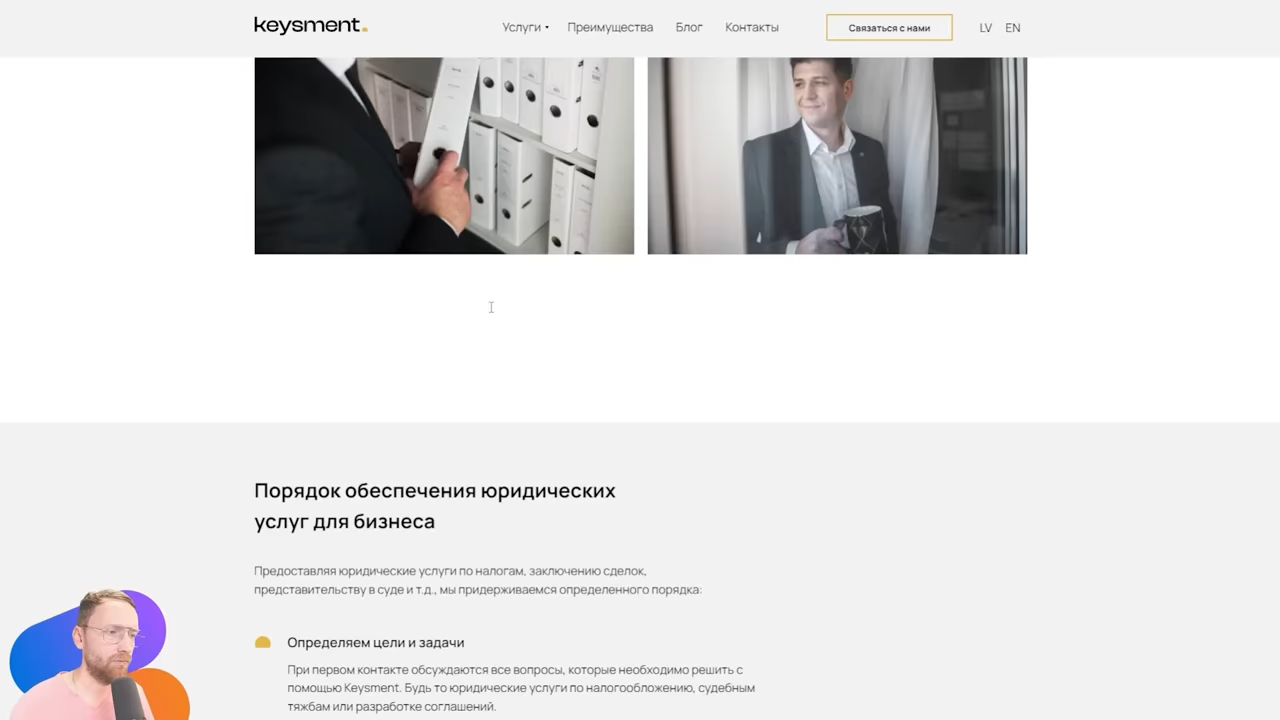 keysment.
Услуги Преимущества Блог Контакты Связаться с нами LV EN
Порядок обеспечения юридических
услуг для бизнеса
Предоставляя юридические услуги по налогам, заключению сделок,
представительству в суде и т.д., мы придерживаемся определенного порядка:
Определяем цели и задачи
При первом контакте обсуждаются все вопросы, которые необходимо решить с
помощью Keysment. Будь то юридические услуги по налогообложению, судебным
тяжбам или разработке соглашений.